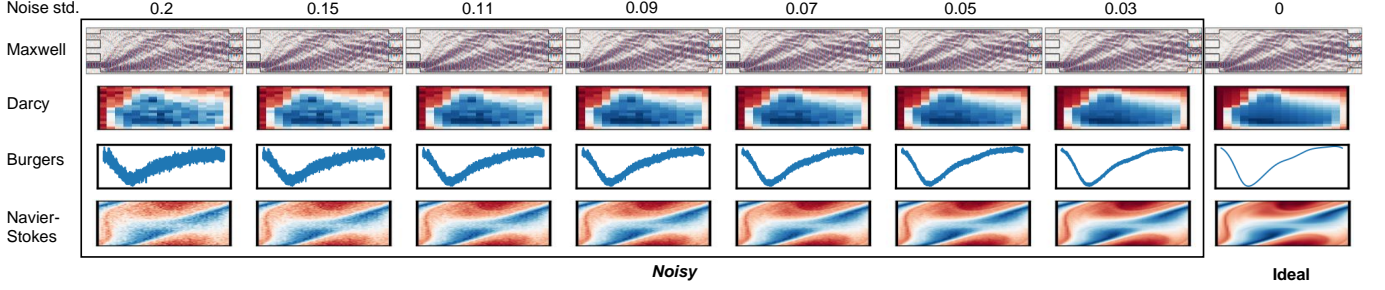 Noise std. 0.2 0.15 0.11 0.09 0.07 0.05 0.03 0
Maxwell
Darcy
Burgers
Navier-
Stokes
Noisy
Ideal